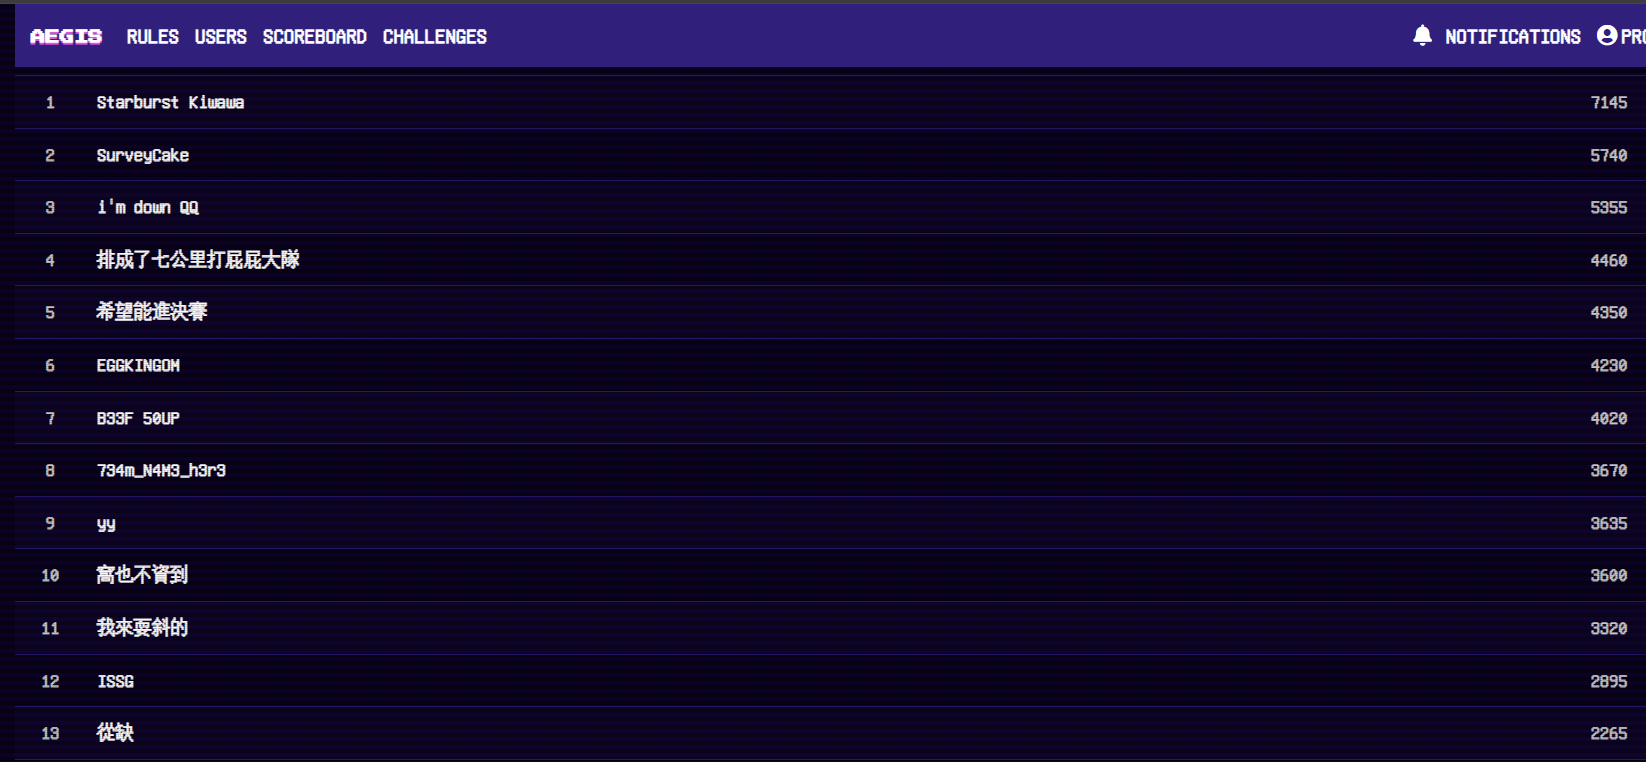 AEGIS RULES USERS SCOREBOARD CHALLENGES NOTIFICATIONS
1 Starburst Kiwawa 7145
2 SurveyCake 5740
3 i'm down QQ 5355
4 排成了七公里打屁屁大隊 4460
5 希望能進決賽 4350
6 EGGKINGOM 4230
7 B33F 50UP 4020
8 734m_N4M3_h3r3 3670
9 yy 3635
10 窩也不資到 3600
11 我來耍斜的 3320
12 ISSG 2895
13 從缺 2265